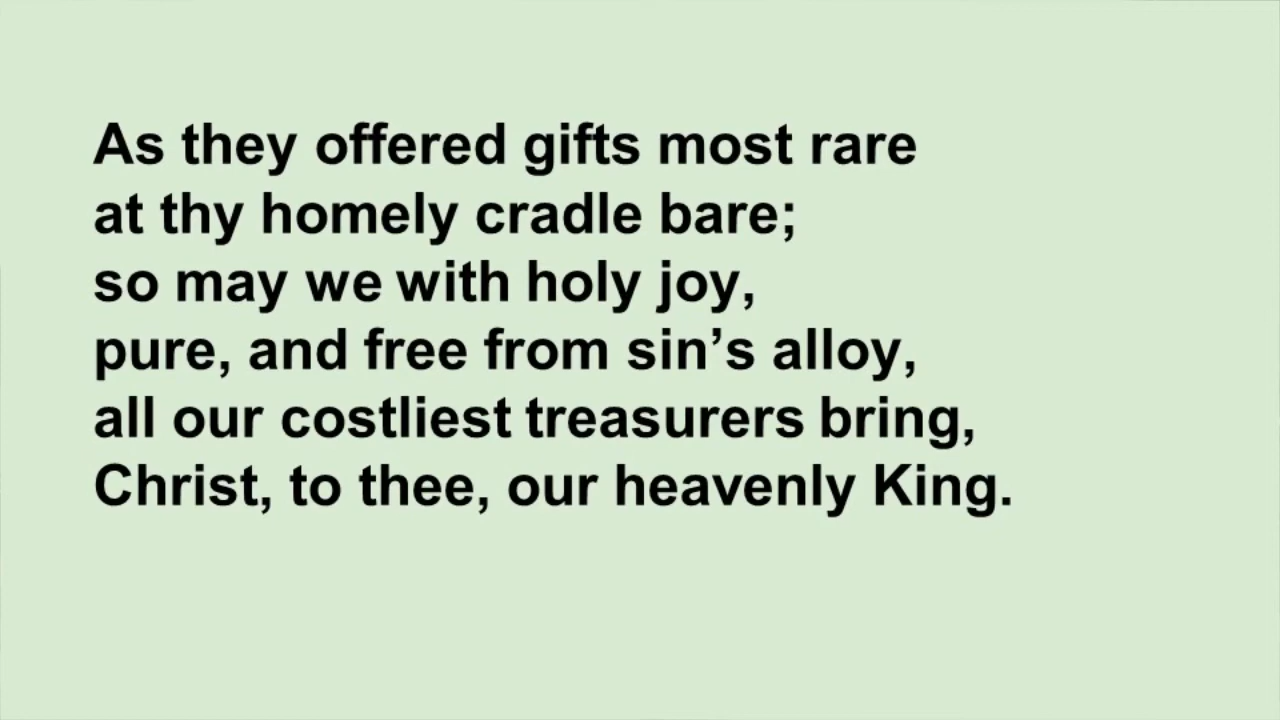 As they offered gifts most rare
at thy homely cradle bare;
so may we with holy joy,
pure, and free from sin’s alloy,
all our costliest treasurers bring,
Christ, to thee, our heavenly King.